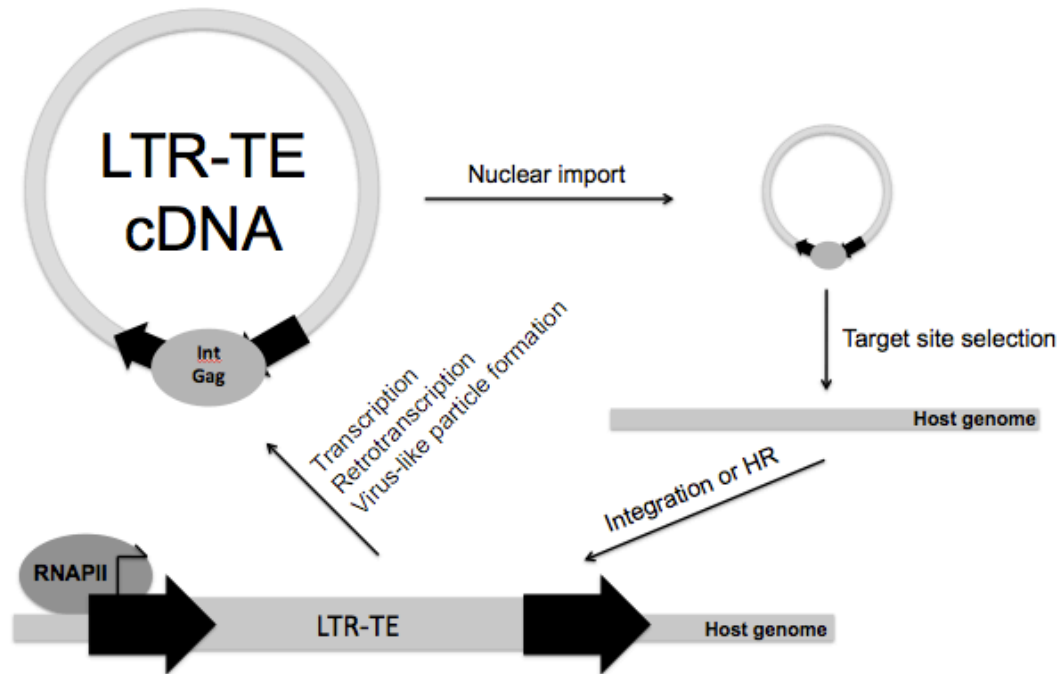 LTR-TE
cDNA
Int
Gag
Nuclear import
Target site selection
Host genome
Integration or HR
Transcription
Retrotranscription
Virus-like particle formation
RNAPII
LTR-TE
Host genome